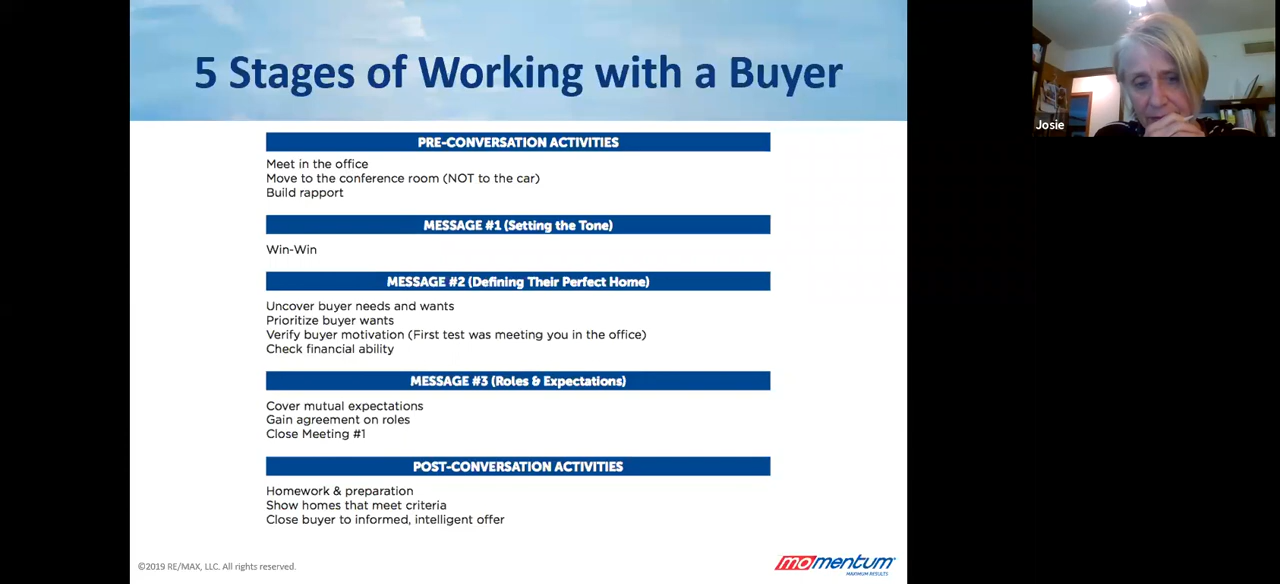 5 Stages of Working with a Buyer
PRE-CONVERSATION ACTIVITIES
Meet in the office
Move to the conference room (NOT to the car)
Build rapport
MESSAGE #1 (Setting the Tone)
Win-Win
MESSAGE #2 (Defining Their Perfect Home)
Uncover buyer needs and wants
Prioritize buyer wants
Verify buyer motivation (First test was meeting you in the office)
Check financial ability
MESSAGE #3 (Roles & Expectations)
Cover mutual expectations
Gain agreement on roles
Close Meeting #1
POST-CONVERSATION ACTIVITIES
Homework & preparation
Show homes that meet criteria
Close buyer to informed, intelligent offer
©2019 RE/MAX, LLC. All rights reserved.
momentum
MAXIMUM RESULTS
Josie